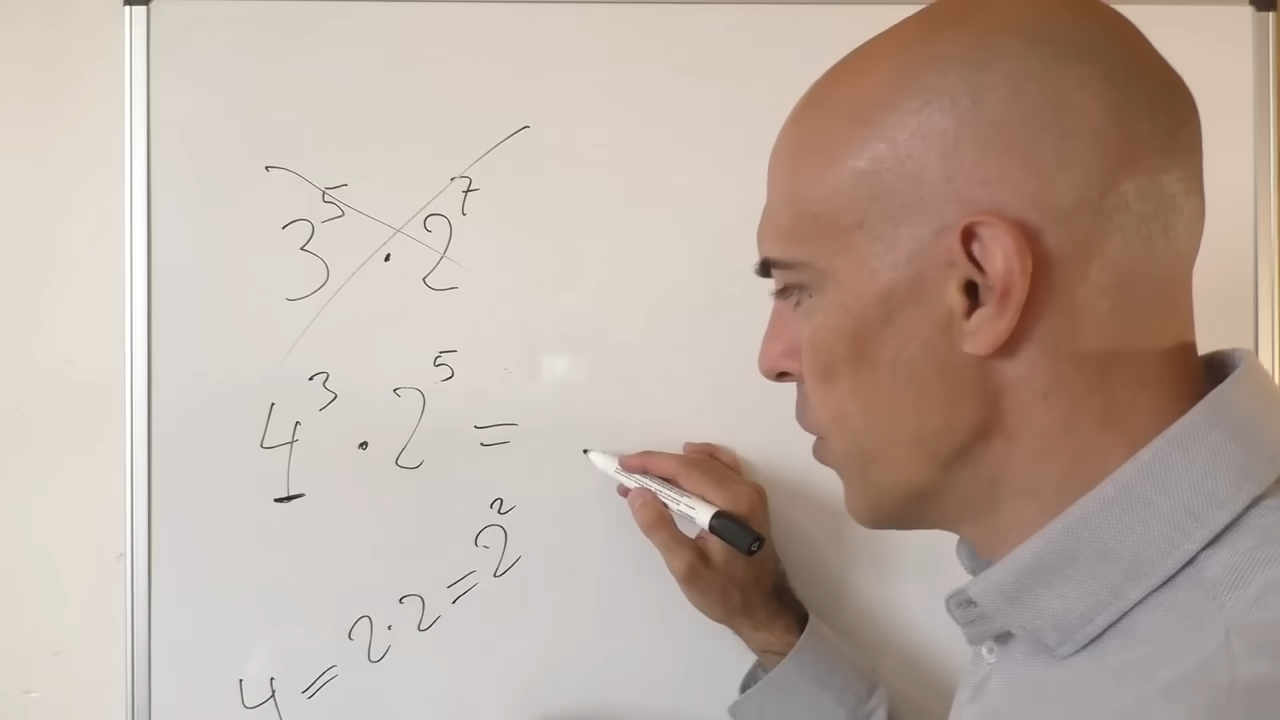 3⁵ · 2⁷
4³ · 2⁵ =
4 = 2·2 = 2²